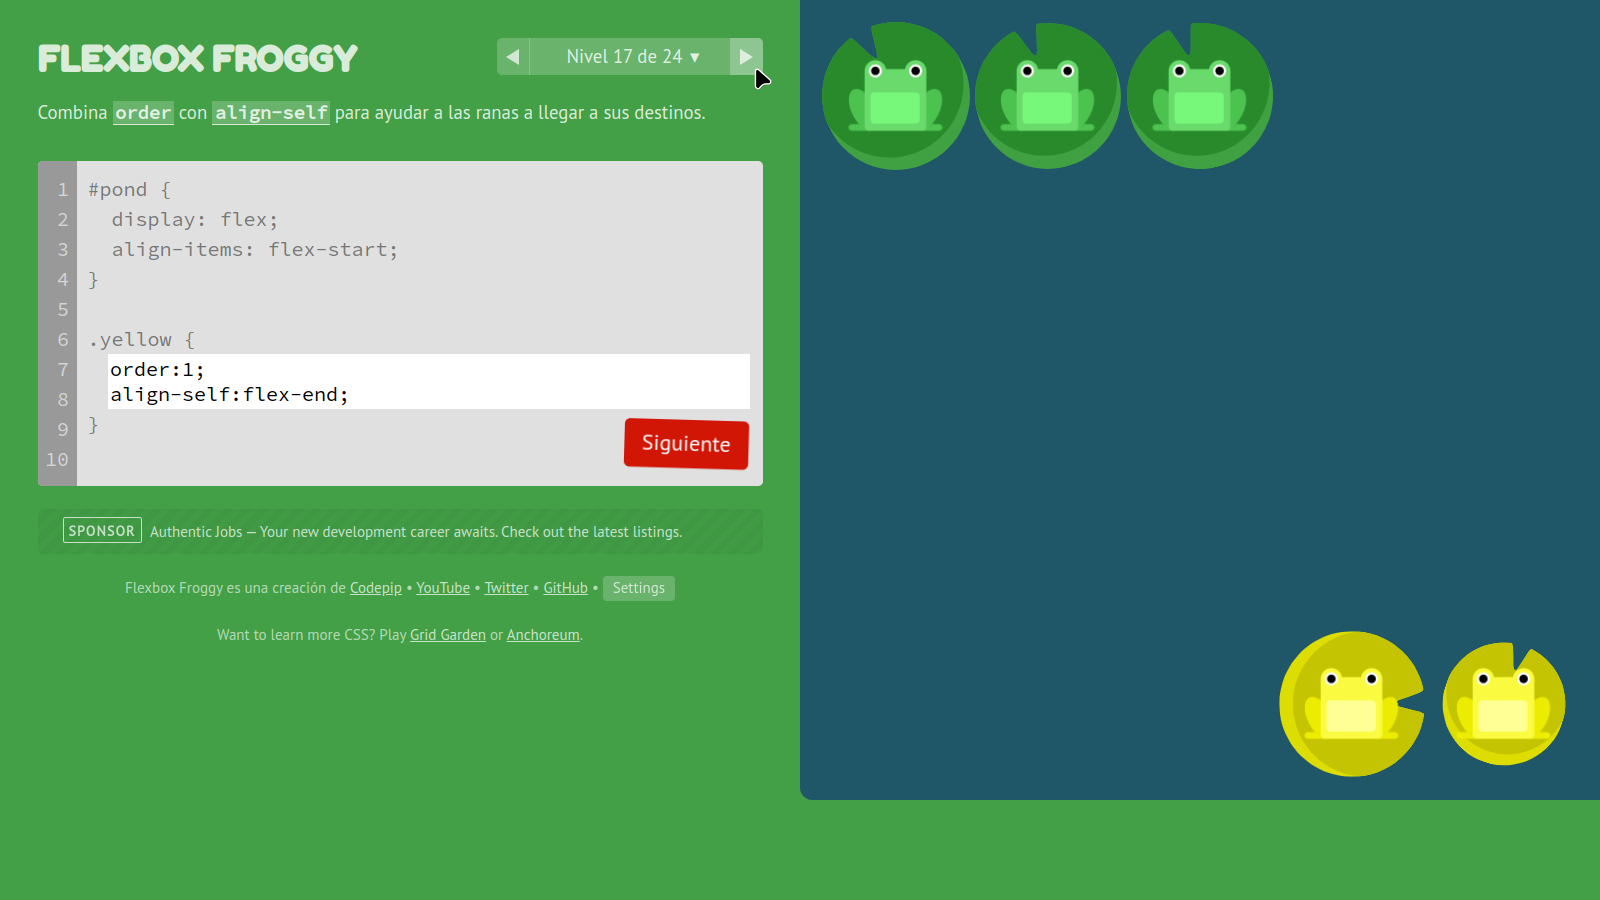 FLEXBOX FROGGY
Nivel 17 de 24 ▼
Combina order con align-self para ayudar a las ranas a llegar a sus destinos.
1 #pond {
2 display: flex;
3 align-items: flex-start;
4 }
5
6 .yellow {
7 order:1;
8 align-self:flex-end;
9 }
10
Siguiente
SPONSOR Authentic Jobs — Your new development career awaits. Check out the latest listings.
Flexbox Froggy es una creación de Codepip • YouTube • Twitter • GitHub • Settings
Want to learn more CSS? Play Grid Garden or Anchoreum.